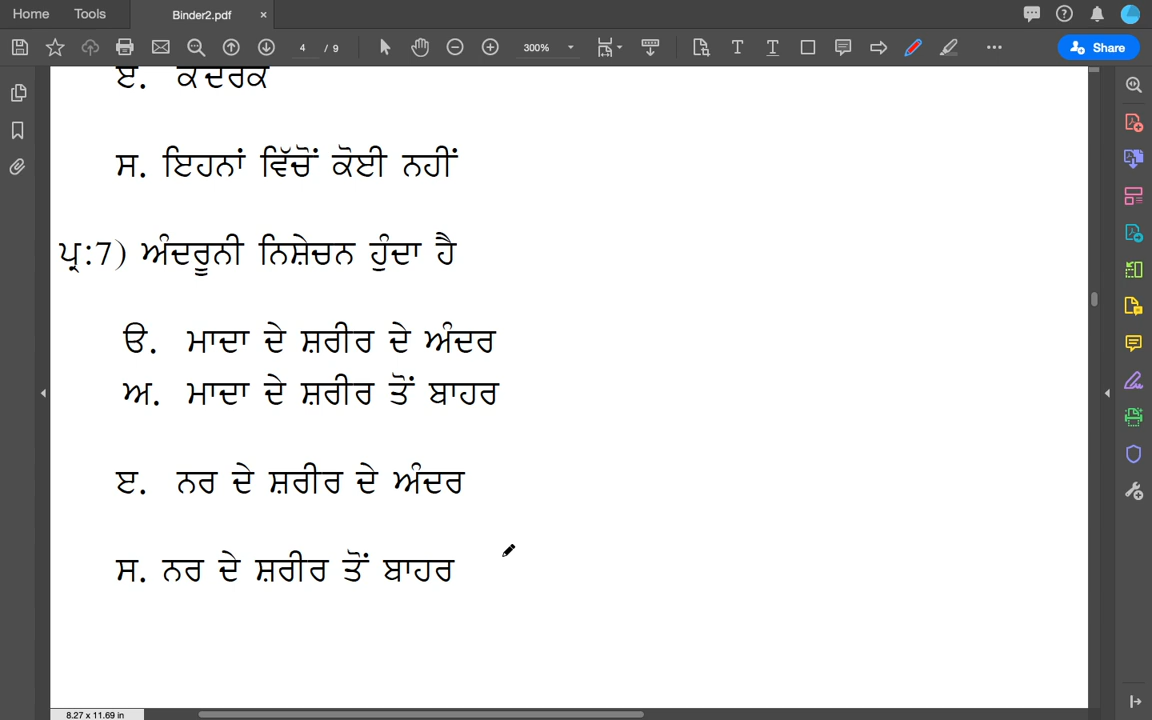 Home Tools Binder2.pdf ×
4 / 9 300% Share
ੲ. ਕਦਰਕ
ਸ. ਇਹਨਾਂ ਵਿੱਚੋਂ ਕੋਈ ਨਹੀਂ
ਪ੍ਰ:7) ਅੰਦਰੂਨੀ ਨਿਸ਼ੇਚਨ ਹੁੰਦਾ ਹੈ
ੳ. ਮਾਦਾ ਦੇ ਸ਼ਰੀਰ ਦੇ ਅੰਦਰ
ਅ. ਮਾਦਾ ਦੇ ਸ਼ਰੀਰ ਤੋਂ ਬਾਹਰ
ੲ. ਨਰ ਦੇ ਸ਼ਰੀਰ ਦੇ ਅੰਦਰ
ਸ. ਨਰ ਦੇ ਸ਼ਰੀਰ ਤੋਂ ਬਾਹਰ
8.27 x 11.69 in